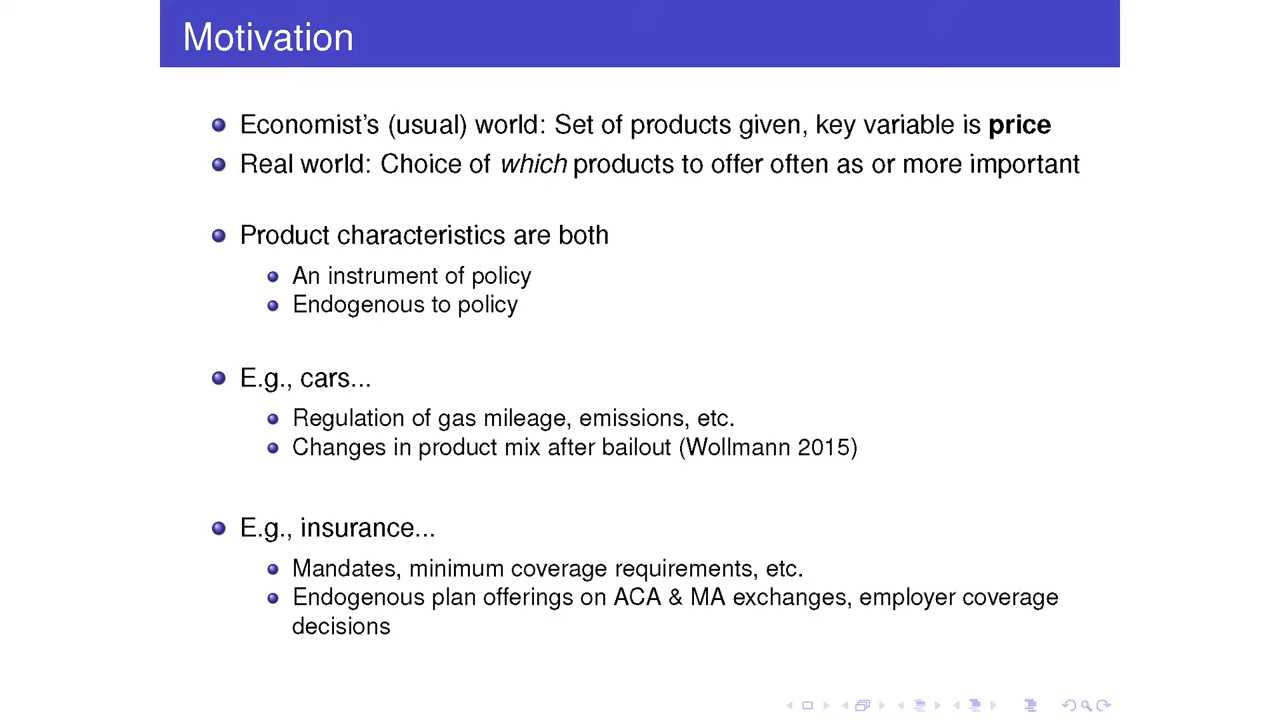 Motivation
Economist's (usual) world: Set of products given, key variable is price
Real world: Choice of which products to offer often as or more important
Product characteristics are both
An instrument of policy
Endogenous to policy
E.g., cars...
Regulation of gas mileage, emissions, etc.
Changes in product mix after bailout (Wollmann 2015)
E.g., insurance...
Mandates, minimum coverage requirements, etc.
Endogenous plan offerings on ACA & MA exchanges, employer coverage
decisions